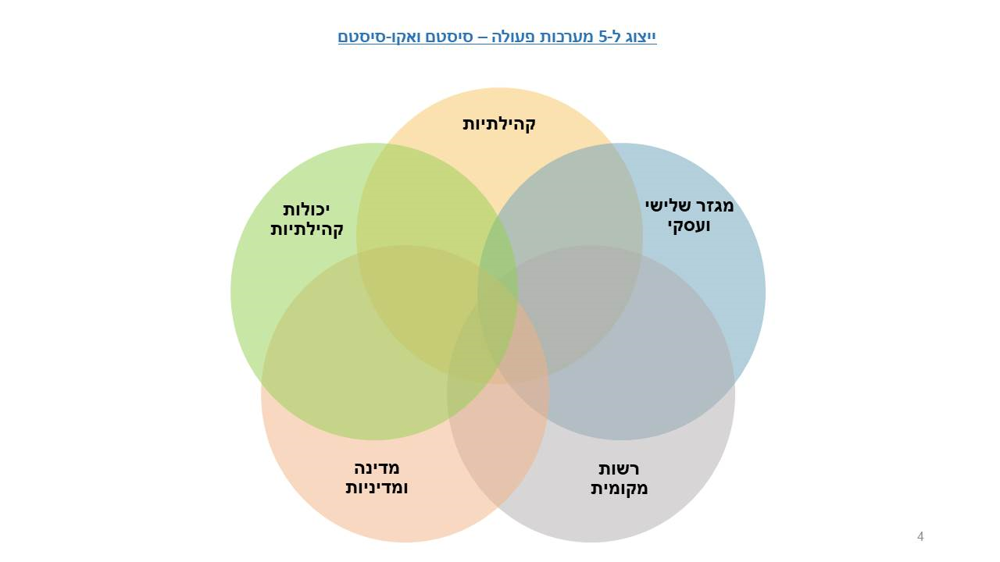 ייצוג ל-5 מערכות פעולה – סיסטם ואקו-סיסטם
קהילתיות
מגזר שלישי
ועסקי
יכולות
קהילתיות
רשות
מקומית
מדינה
ומדיניות
4